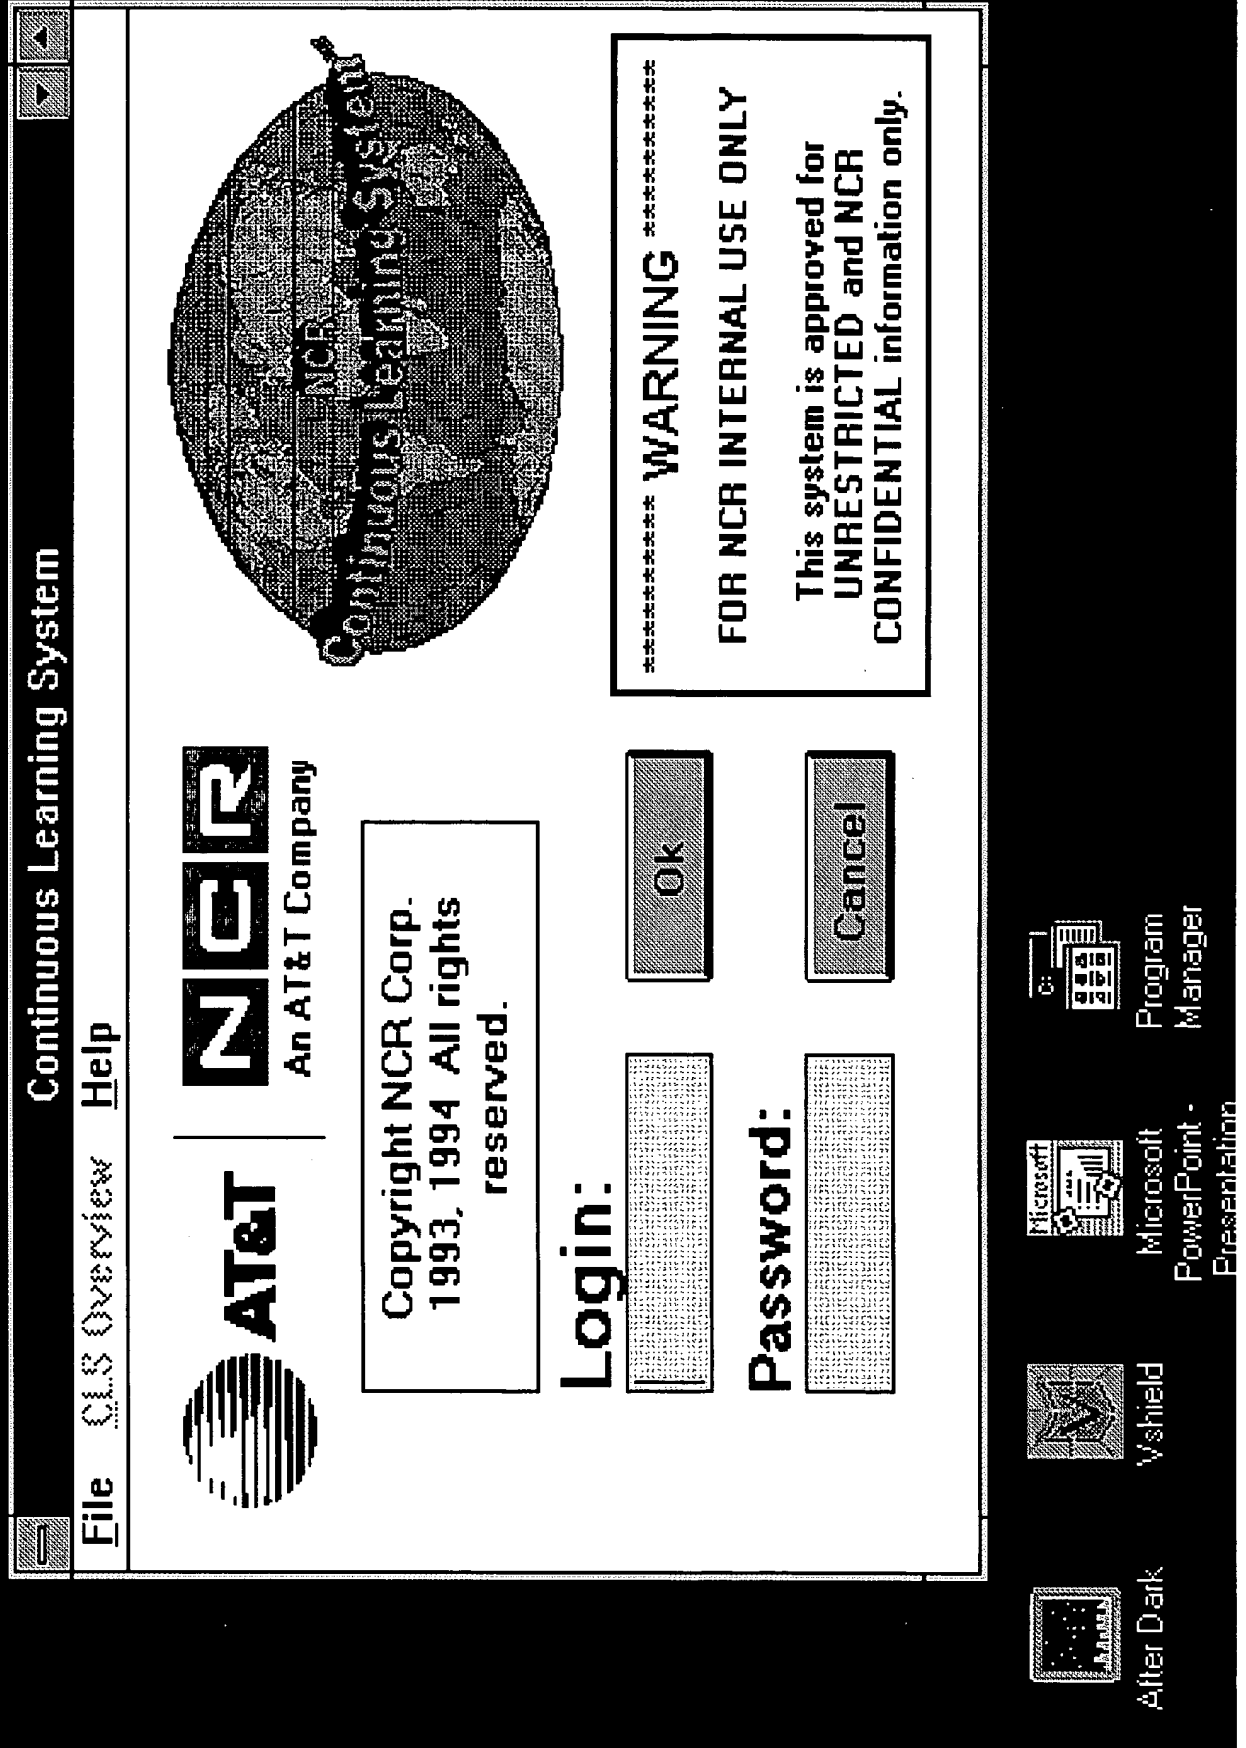 Continuous Learning System
File CLS Overview Help
AT&T
NCR
An AT&T Company
NCR
Continuous Learning System
Copyright NCR Corp.
1993, 1994 All rights
reserved.
Login:
Ok
Password:
Cancel
************ WARNING ************
FOR NCR INTERNAL USE ONLY
This system is approved for
UNRESTRICTED and NCR
CONFIDENTIAL information only.
After Dark
V
Vshield
Microsoft
Microsoft
PowerPoint -
Presentation
C:\
Program
Manager